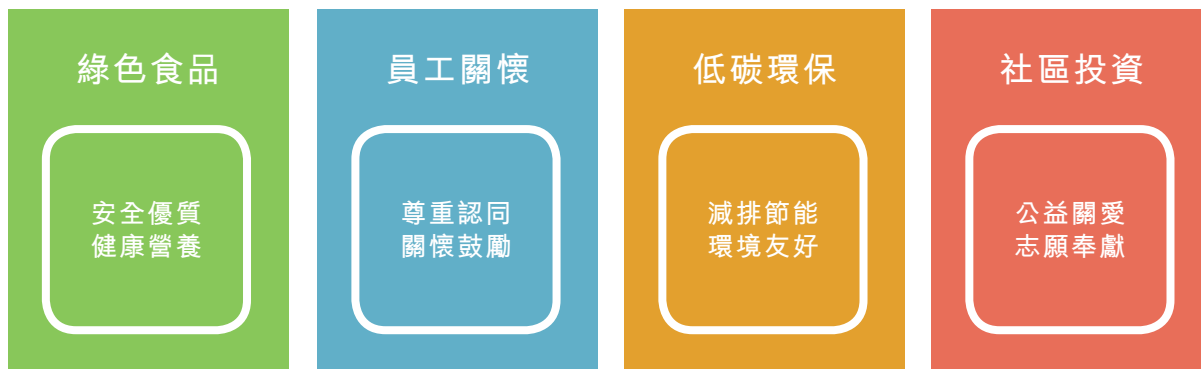 綠色食品
安全優質
健康營養
員工關懷
尊重認同
關懷鼓勵
低碳環保
減排節能
環境友好
社區投資
公益關愛
志願奉獻